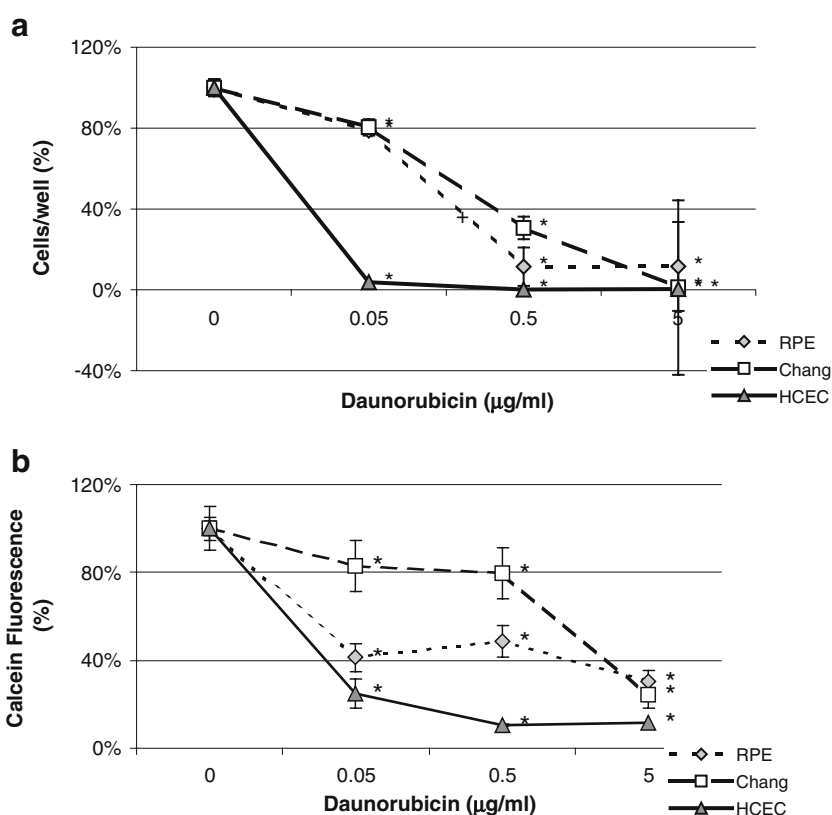 a
120%
80%
40%
0%
-40%
Cells/well (%)
* *
+
*
*
*
*
*
* *
0 0.05 0.5 5
Daunorubicin (μg/ml)
RPE
Chang
HCEC
b
120%
80%
40%
0%
Calcein Fluorescence
(%)
*
*
*
*
*
*
*
*
*
0 0.05 0.5 5
Daunorubicin (μg/ml)
RPE
Chang
HCEC